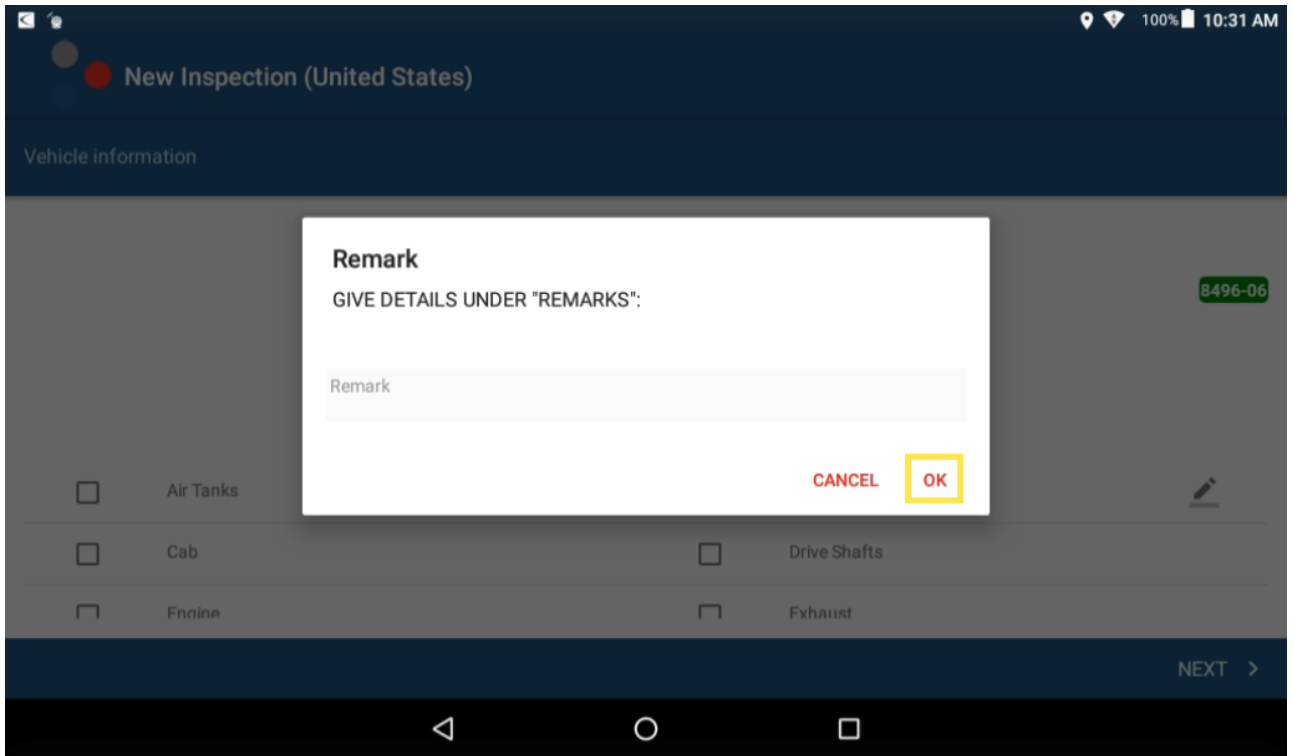 100% 10:31 AM
New Inspection (United States)
Vehicle information
Remark
GIVE DETAILS UNDER "REMARKS":
8496-06
Remark
CANCEL OK
Air Tanks
Cab Drive Shafts
Engine Exhaust
NEXT >